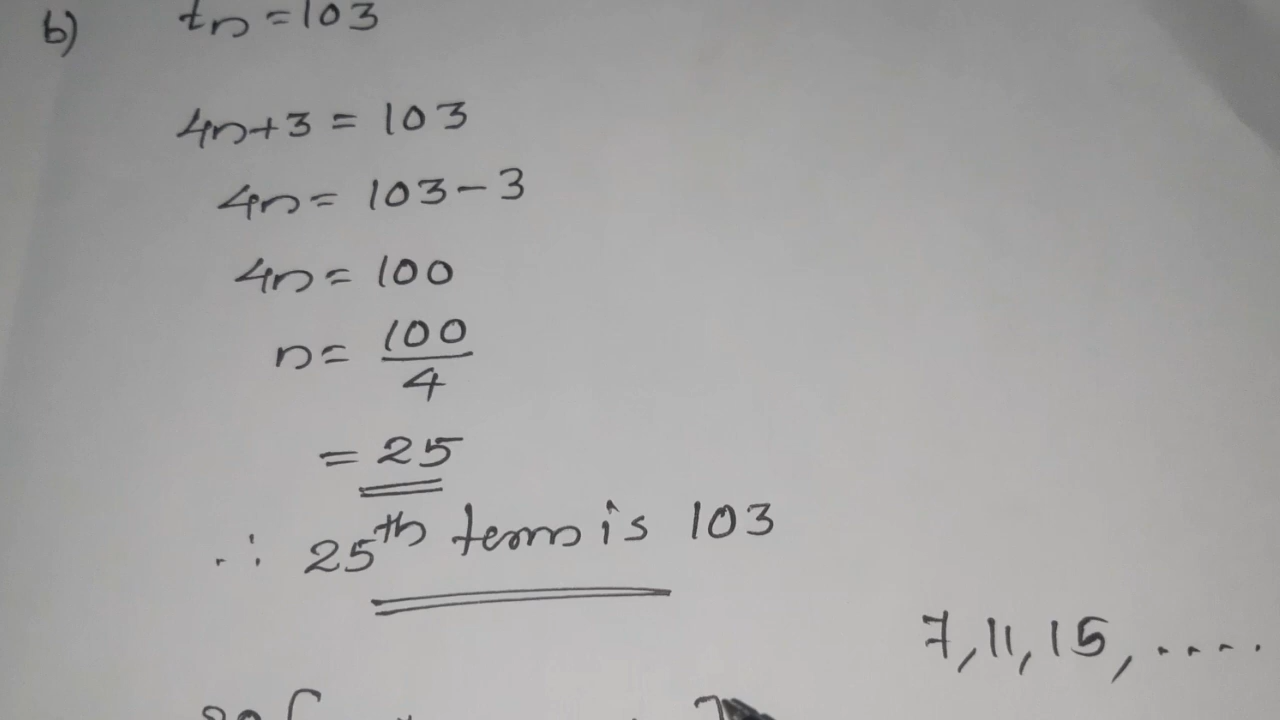 b) tn = 103
4n+3 = 103
4n = 103 - 3
4n = 100
n = 100/4
= 25
∴ 25th term is 103
7, 11, 15, ....